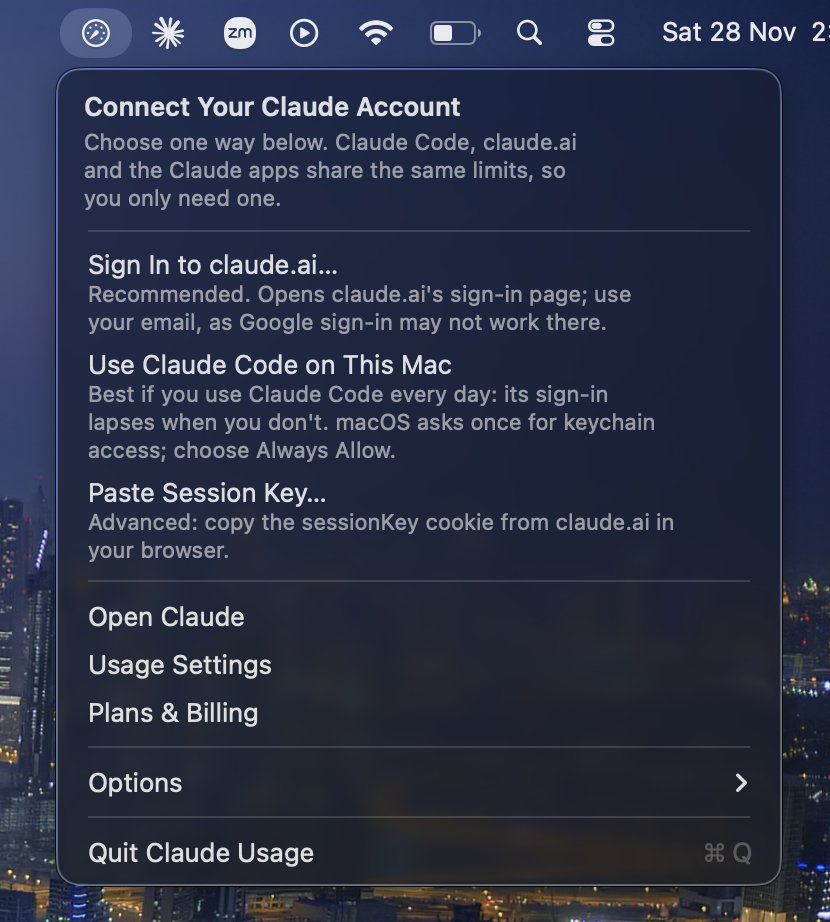 zm
Sat 28 Nov
Connect Your Claude Account
Choose one way below. Claude Code, claude.ai
and the Claude apps share the same limits, so
you only need one.
Sign In to claude.ai...
Recommended. Opens claude.ai's sign-in page; use
your email, as Google sign-in may not work there.
Use Claude Code on This Mac
Best if you use Claude Code every day: its sign-in
lapses when you don't. macOS asks once for keychain
access; choose Always Allow.
Paste Session Key...
Advanced: copy the sessionKey cookie from claude.ai in
your browser.
Open Claude
Usage Settings
Plans & Billing
Options
Quit Claude Usage ⌘ Q